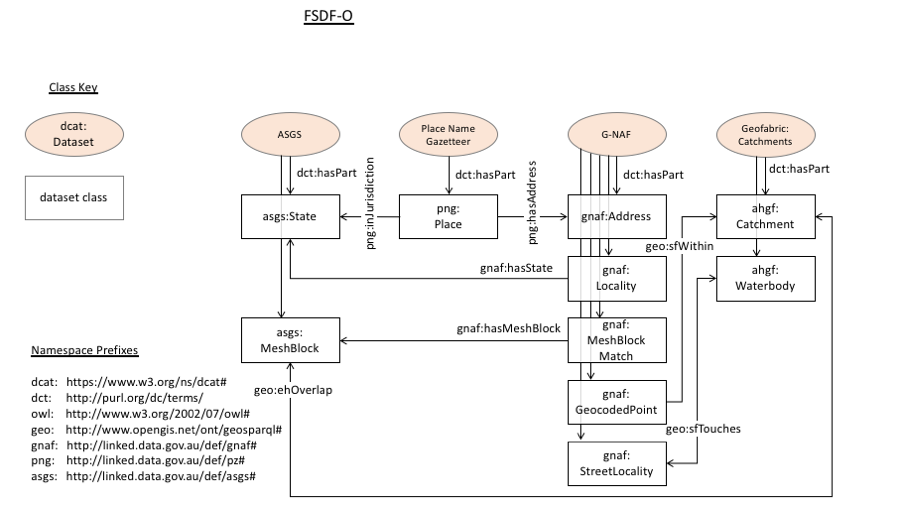 FSDF-O
Class Key
dcat:
Dataset
dataset class
ASGS
Place Name
Gazetteer
G-NAF
Geofabric:
Catchments
dct:hasPart
dct:hasPart
dct:hasPart
dct:hasPart
asgs:State
png:inJurisdiction
png:
Place
png:hasAddress
gnaf:Address
ahgf:
Catchment
geo:sfWithin
gnaf:hasState
gnaf:
Locality
ahgf:
Waterbody
asgs:
MeshBlock
gnaf:hasMeshBlock
gnaf:
MeshBlock
Match
geo:ehOverlap
gnaf:
GeocodedPoint
geo:sfTouches
gnaf:
StreetLocality
Namespace Prefixes
dcat: https://www.w3.org/ns/dcat#
dct: http://purl.org/dc/terms/
owl: http://www.w3.org/2002/07/owl#
geo: http://www.opengis.net/ont/geosparql#
gnaf: http://linked.data.gov.au/def/gnaf#
png: http://linked.data.gov.au/def/pz#
asgs: http://linked.data.gov.au/def/asgs#